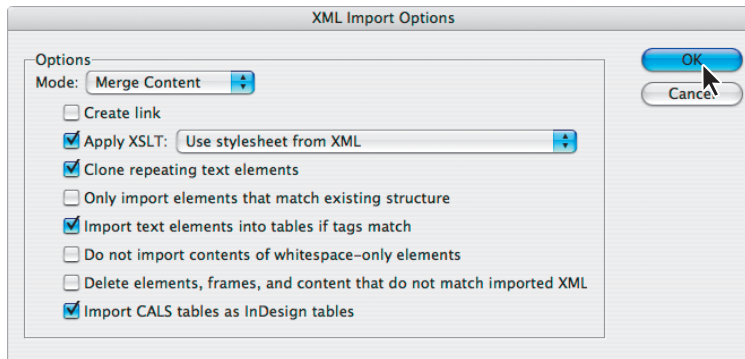 XML Import Options
Options
Mode: Merge Content
Create link
Apply XSLT: Use stylesheet from XML
Clone repeating text elements
Only import elements that match existing structure
Import text elements into tables if tags match
Do not import contents of whitespace-only elements
Delete elements, frames, and content that do not match imported XML
Import CALS tables as InDesign tables
OK
Cancel